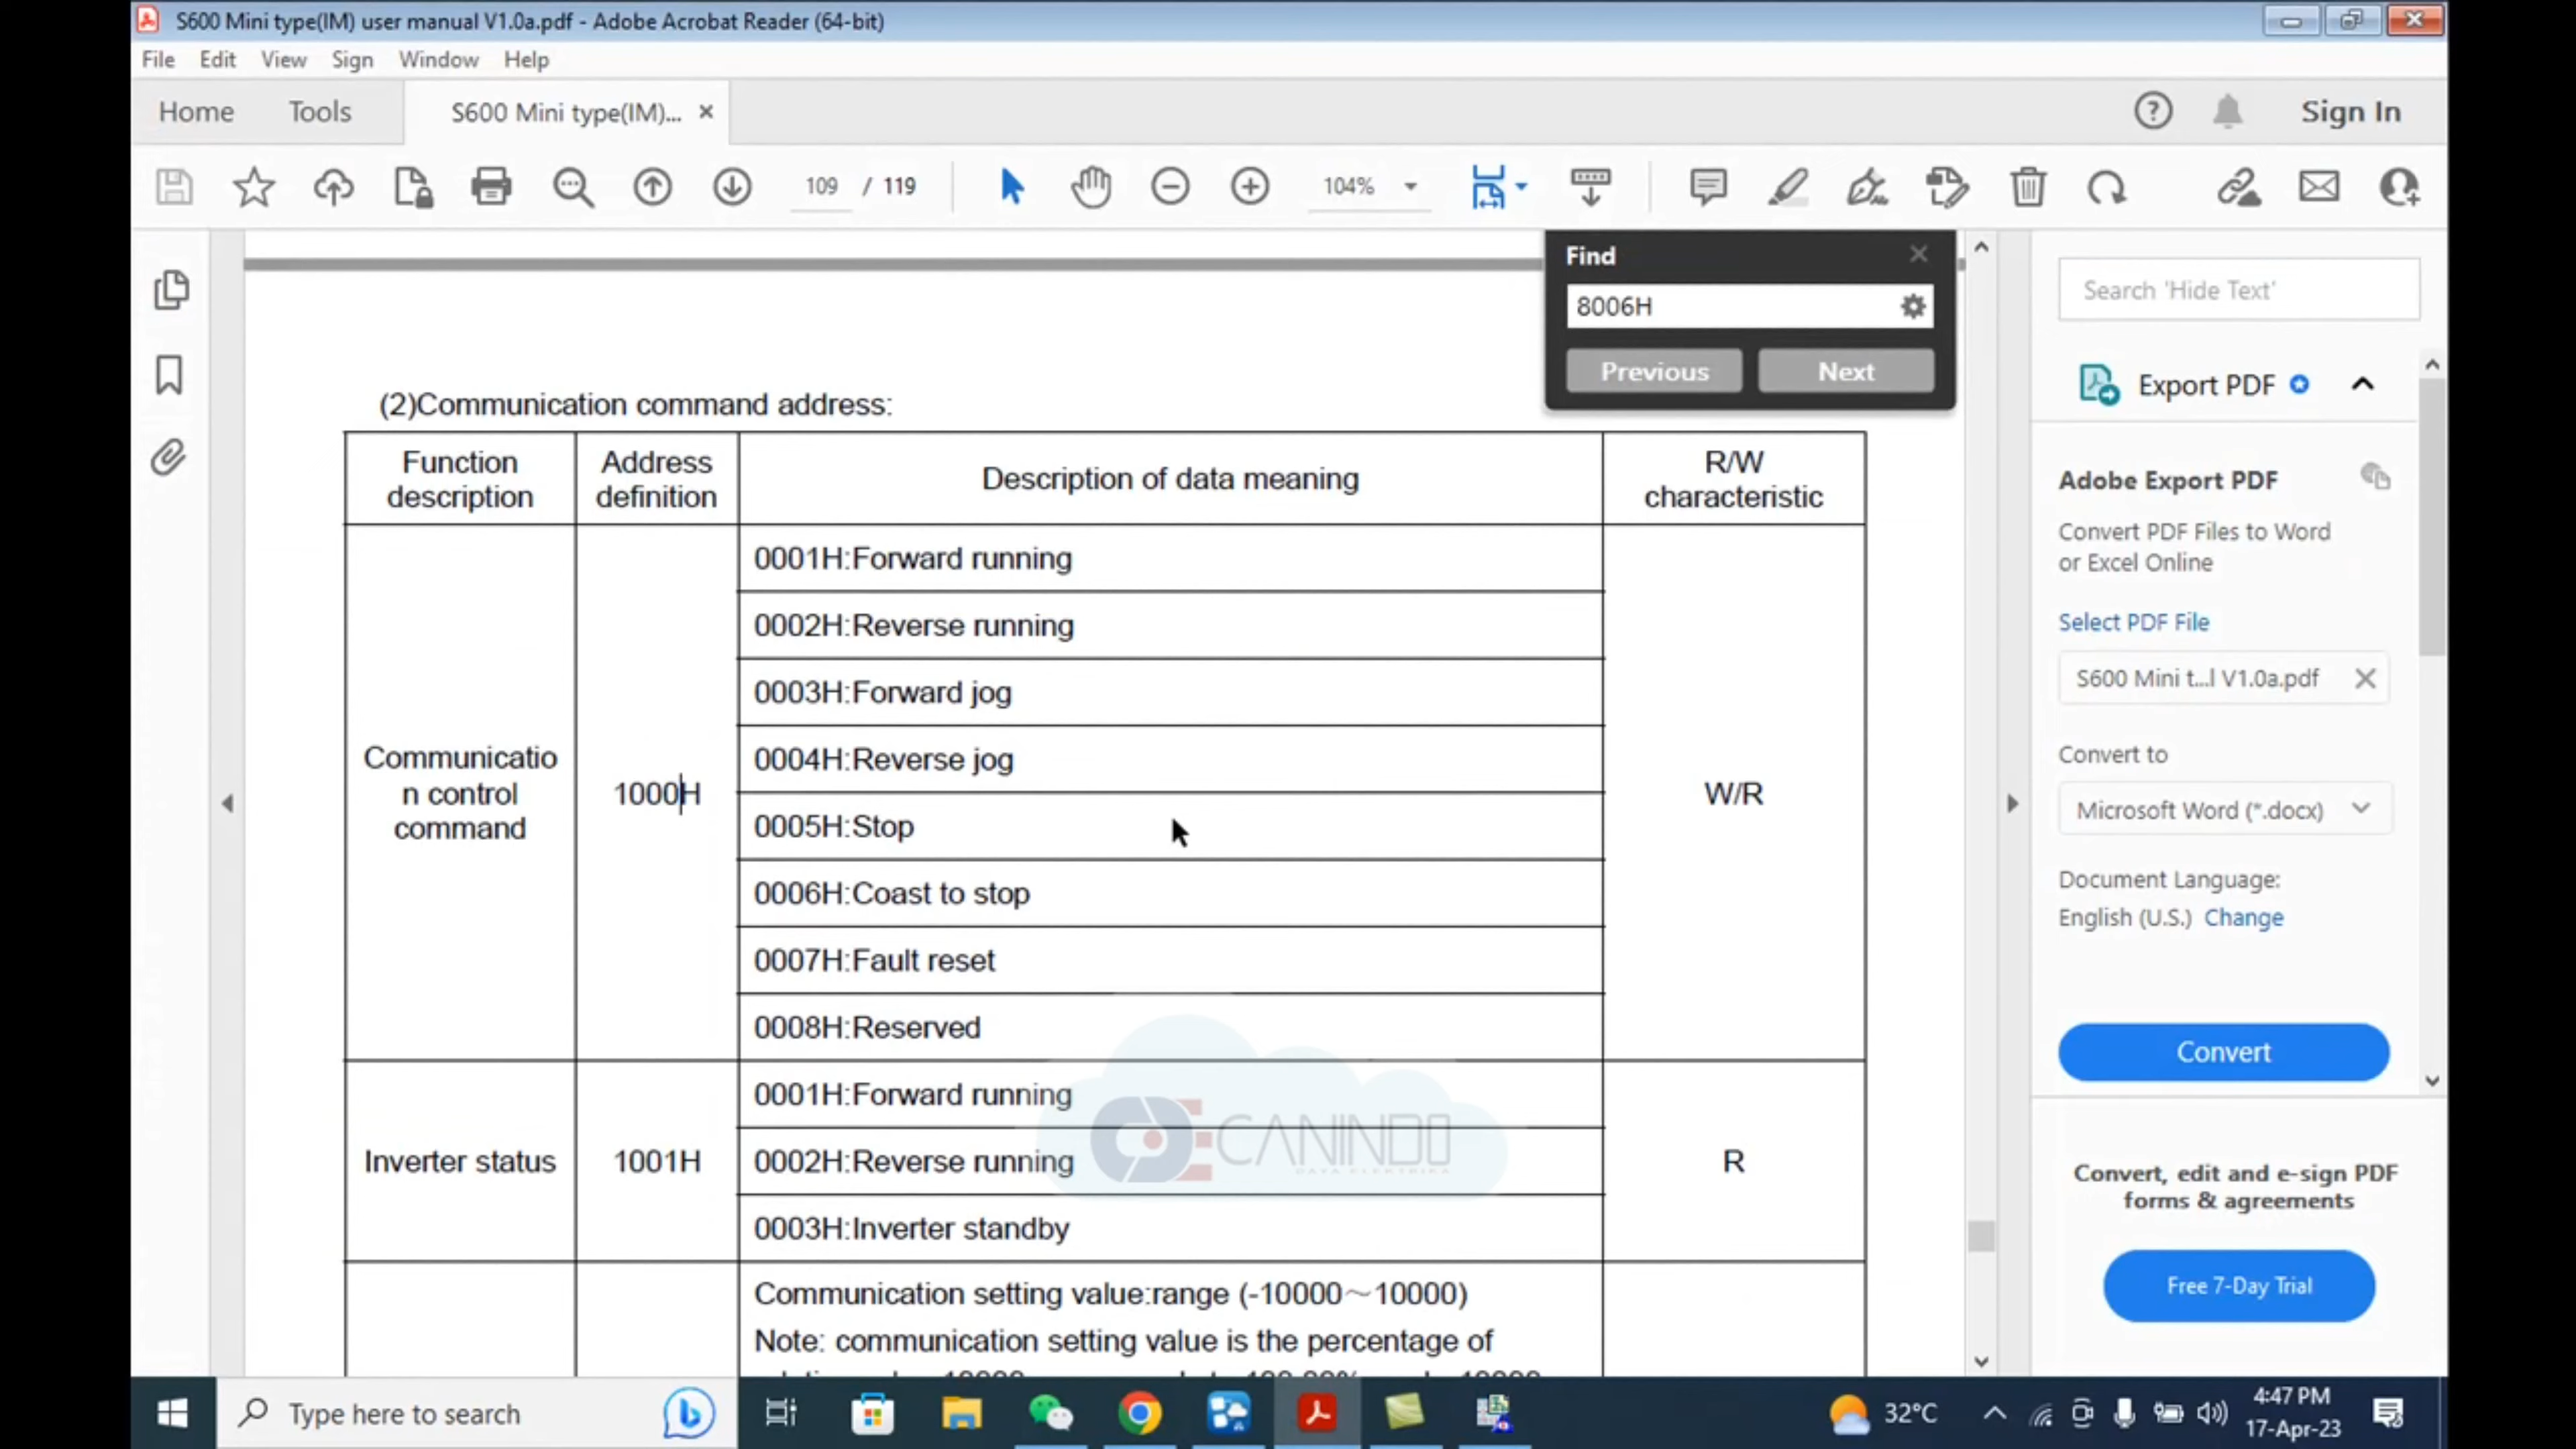 S600 Mini type(IM) user manual V1.0a.pdf - Adobe Acrobat Reader (64-bit)
File Edit View Sign Window Help
Home Tools S600 Mini type(IM)... Sign In
109 / 119 104%
Find
8006H
Previous Next
(2)Communication command address:
Function description
Address definition
Description of data meaning
R/W characteristic
Communicatio
n control
command
1000H
0001H:Forward running
0002H:Reverse running
0003H:Forward jog
0004H:Reverse jog
0005H:Stop
0006H:Coast to stop
0007H:Fault reset
0008H:Reserved
W/R
Inverter status
1001H
0001H:Forward running
0002H:Reverse running
0003H:Inverter standby
R
Communication setting value:range (-10000～10000)
Note: communication setting value is the percentage of
CANINDO
DAYA ELEKTRIKA
Search 'Hide Text'
Export PDF
Adobe Export PDF
Convert PDF Files to Word
or Excel Online
Select PDF File
S600 Mini t...l V1.0a.pdf
Convert to
Microsoft Word (*.docx)
Document Language:
English (U.S.) Change
Convert
Convert, edit and e-sign PDF
forms & agreements
Free 7-Day Trial
Type here to search
32°C
4:47 PM
17-Apr-23